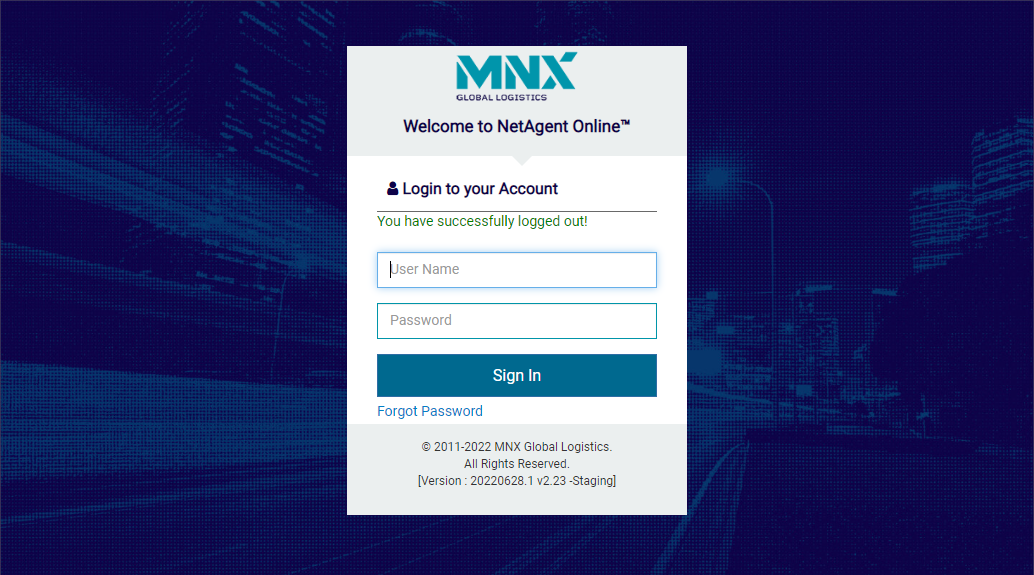 MNX
GLOBAL LOGISTICS
Welcome to NetAgent Online™
Login to your Account
You have successfully logged out!
User Name
Password
Sign In
Forgot Password
© 2011-2022 MNX Global Logistics.
All Rights Reserved.
[Version : 20220628.1 v2.23 -Staging]